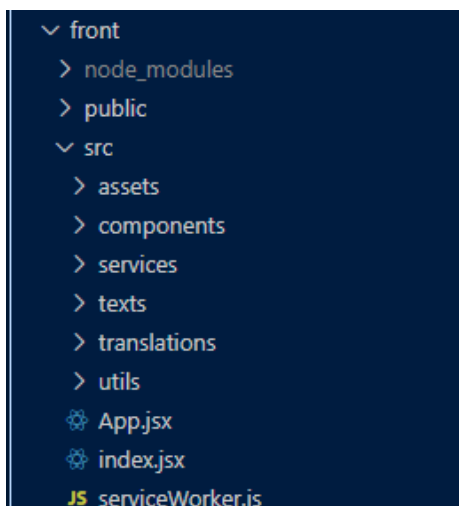 front
node_modules
public
src
assets
components
services
texts
translations
utils
App.jsx
index.jsx
JS serviceWorker.js